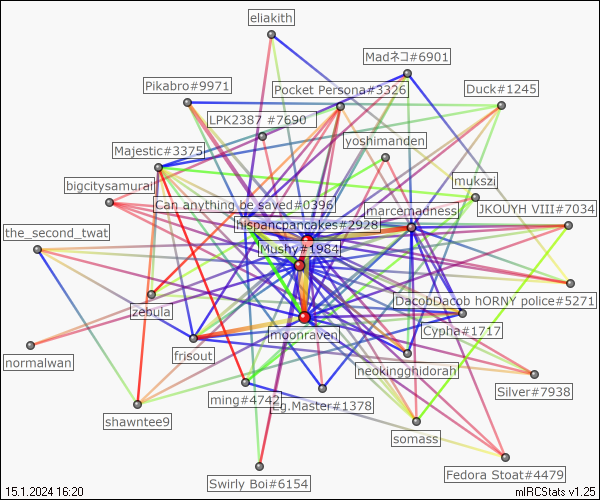 eliakith
Madネコ#6901
Pikabro#9971
Pocket Persona#3326
Duck#1245
LPK2387 #7690
yoshimanden
Majestic#3375
mukszi
bigcitysamurai
Can anything be saved#0396
marcemadness
JKOUYH VIII#7034
the_second_twat
hispancpancakes#2928
Mushy#1984
DacobDacob hORNY police#5271
zebula
Cypha#1717
moonraven
normalwan
frisout
neokingghidorah
Silver#7938
ming#4742
Eg.Master#1378
shawntee9
somass
Fedora Stoat#4479
Swirly Boi#6154
15.1.2024 16:20
mIRCStats v1.25